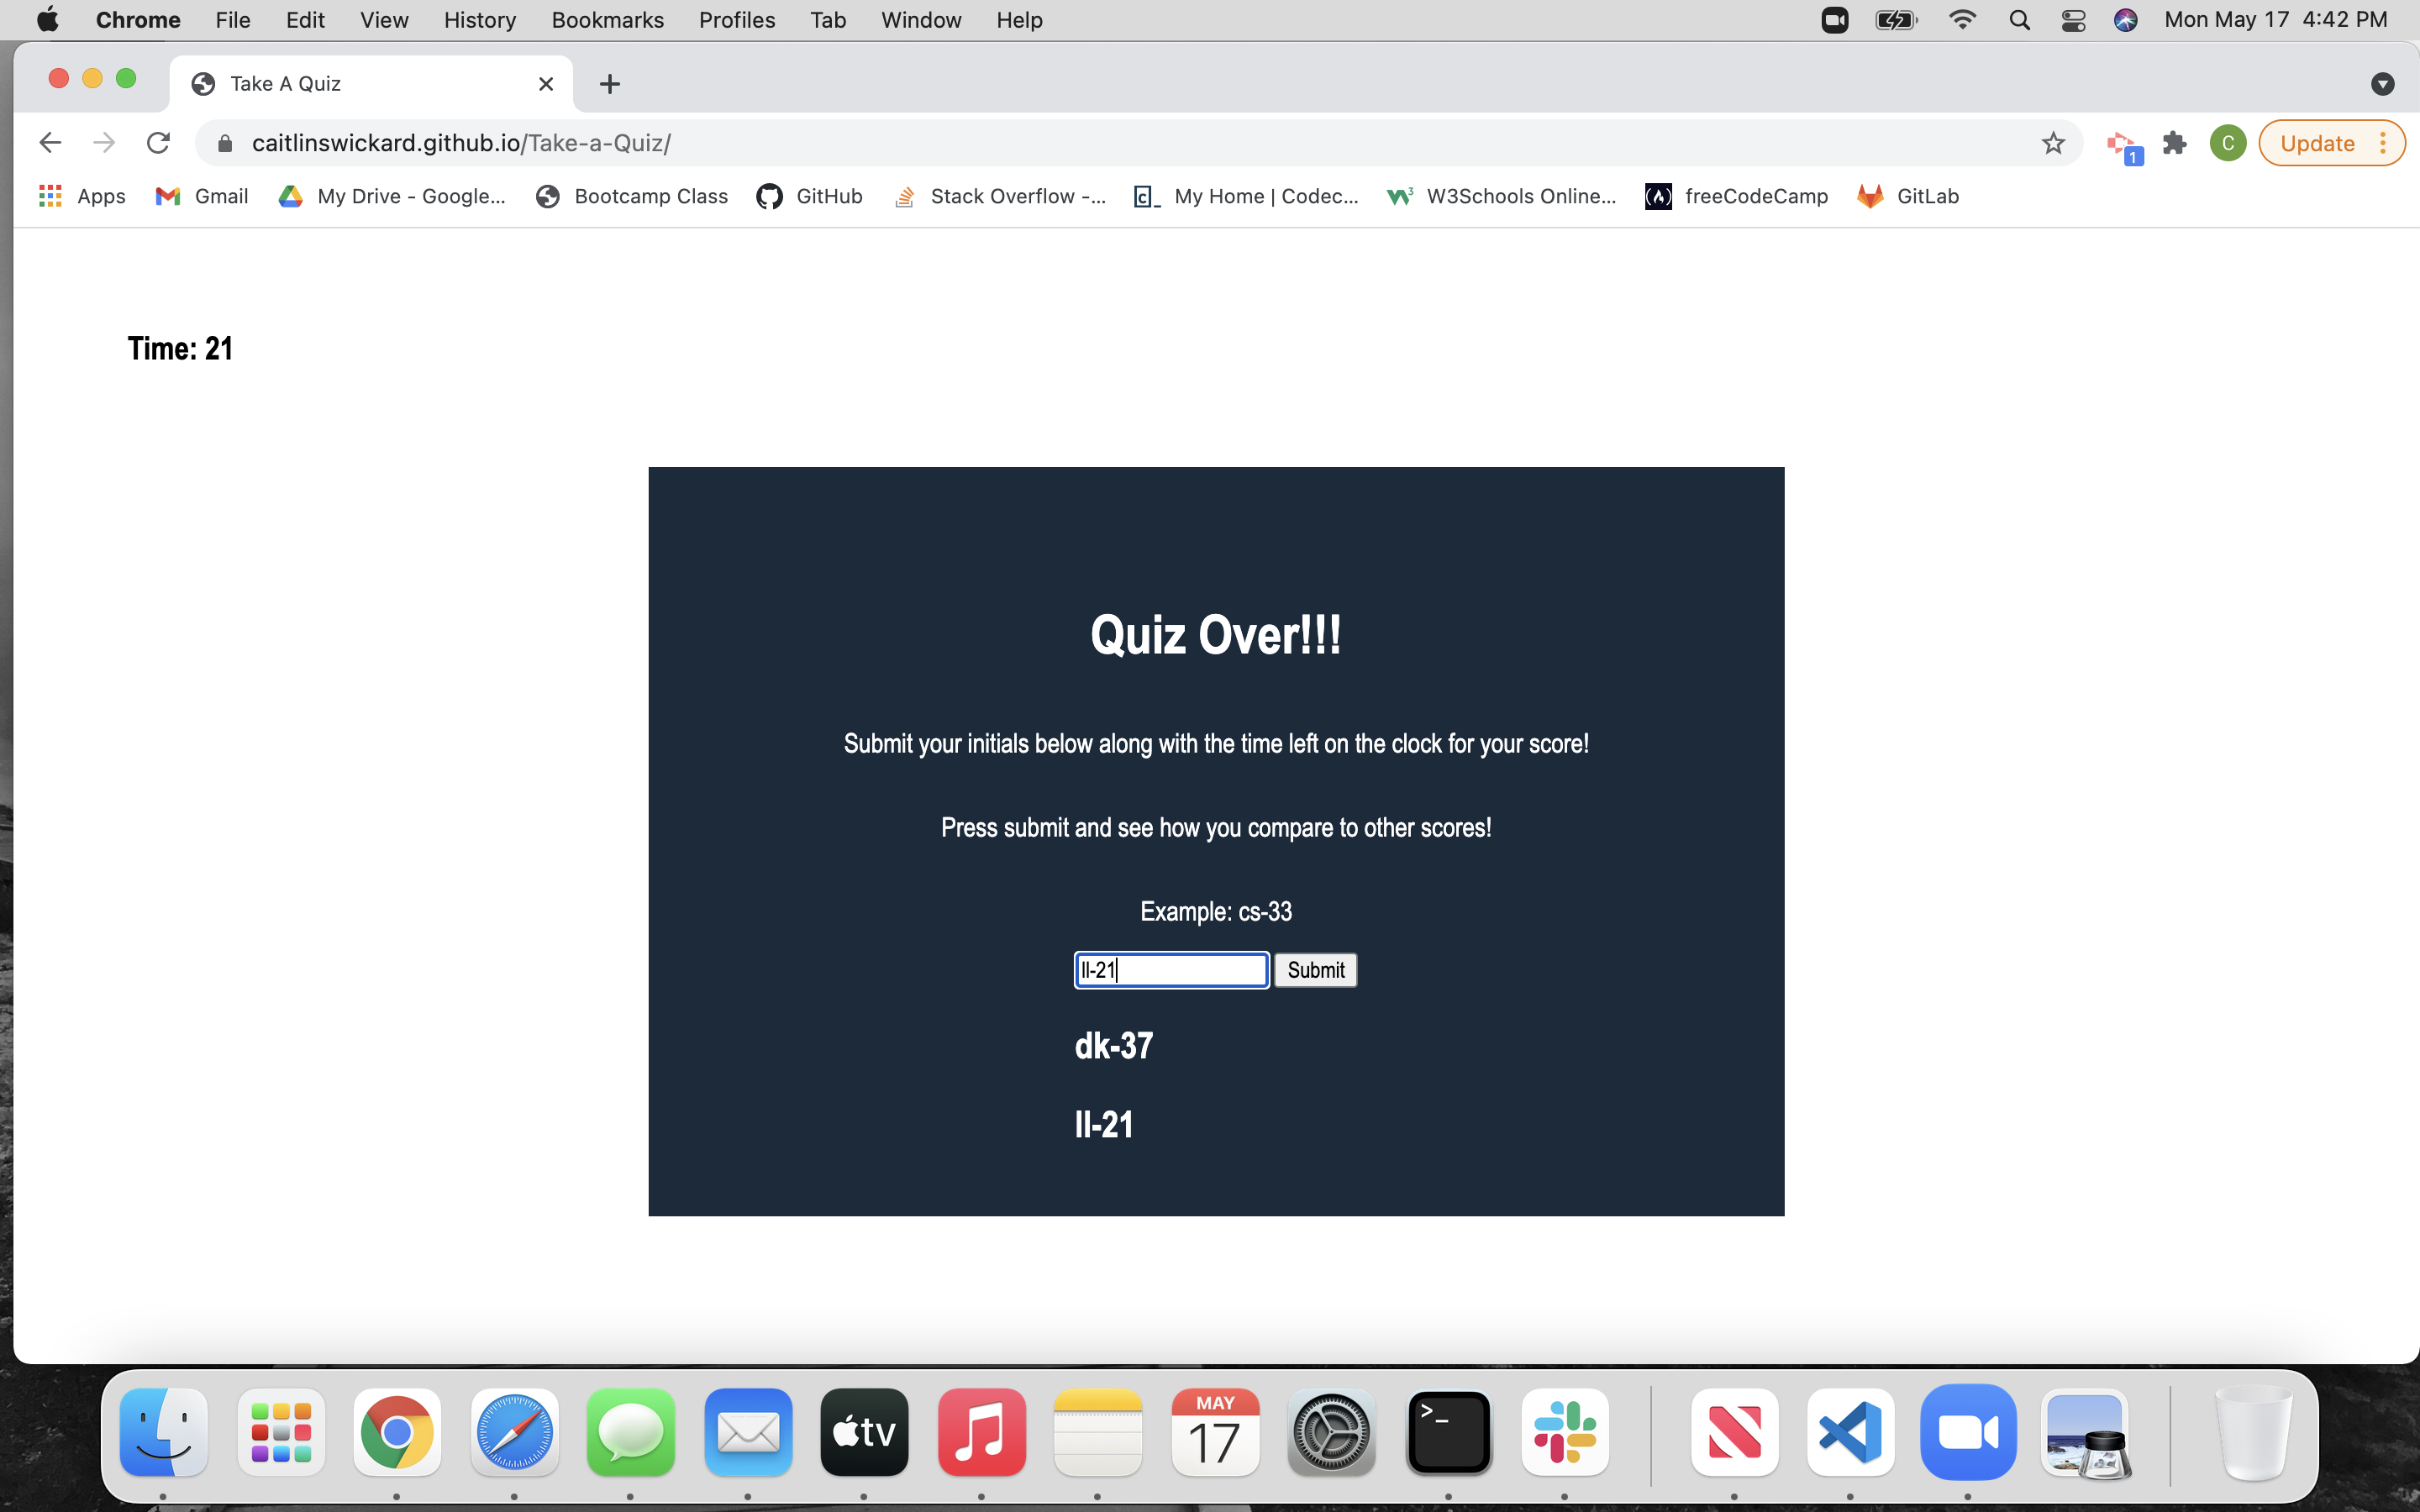 Chrome File Edit View History Bookmarks Profiles Tab Window Help Mon May 17 4:42 PM
Take A Quiz
caitlinswickard.github.io/Take-a-Quiz/ 1 C Update
Apps Gmail My Drive - Google... Bootcamp Class GitHub Stack Overflow -... My Home | Codec... W3Schools Online... freeCodeCamp GitLab
Time: 21
Quiz Over!!!
Submit your initials below along with the time left on the clock for your score!
Press submit and see how you compare to other scores!
Example: cs-33
ll-21 Submit
dk-37
ll-21
tv MAY 17 >_